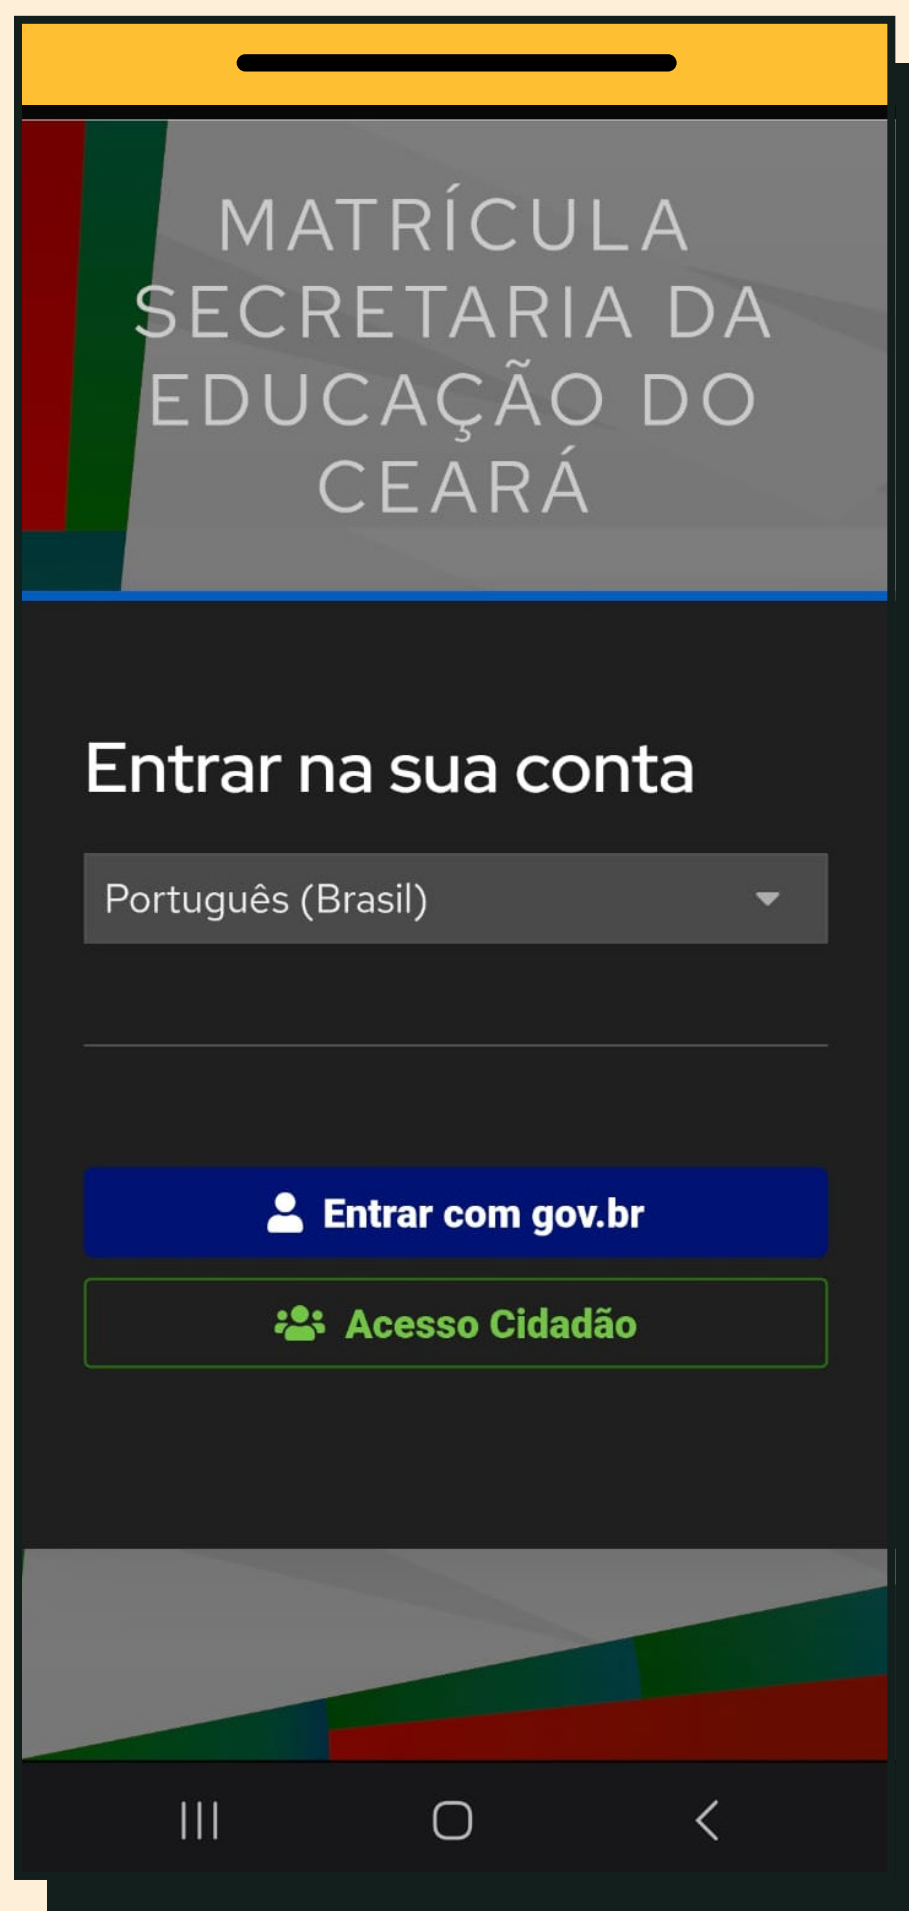 MATRÍCULA
SECRETARIA DA
EDUCAÇÃO DO
CEARÁ
Entrar na sua conta
Português (Brasil)
Entrar com gov.br
Acesso Cidadão